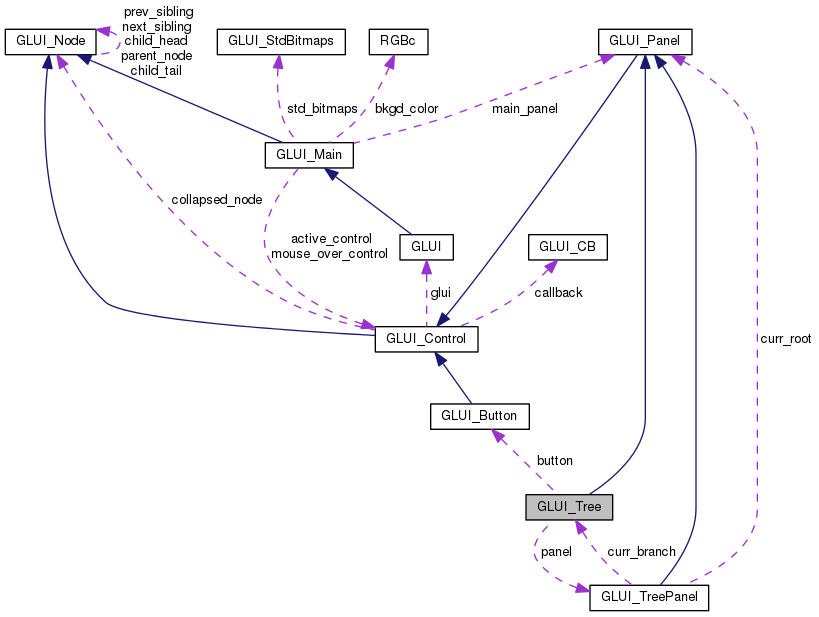 prev_sibling
next_sibling
child_head
parent_node
child_tail
GLUI_Node
GLUI_StdBitmaps
RGBc
GLUI_Panel
std_bitmaps
bkgd_color
main_panel
GLUI_Main
collapsed_node
active_control
mouse_over_control
GLUI
GLUI_CB
glui
callback
GLUI_Control
curr_root
GLUI_Button
button
GLUI_Tree
panel
curr_branch
GLUI_TreePanel